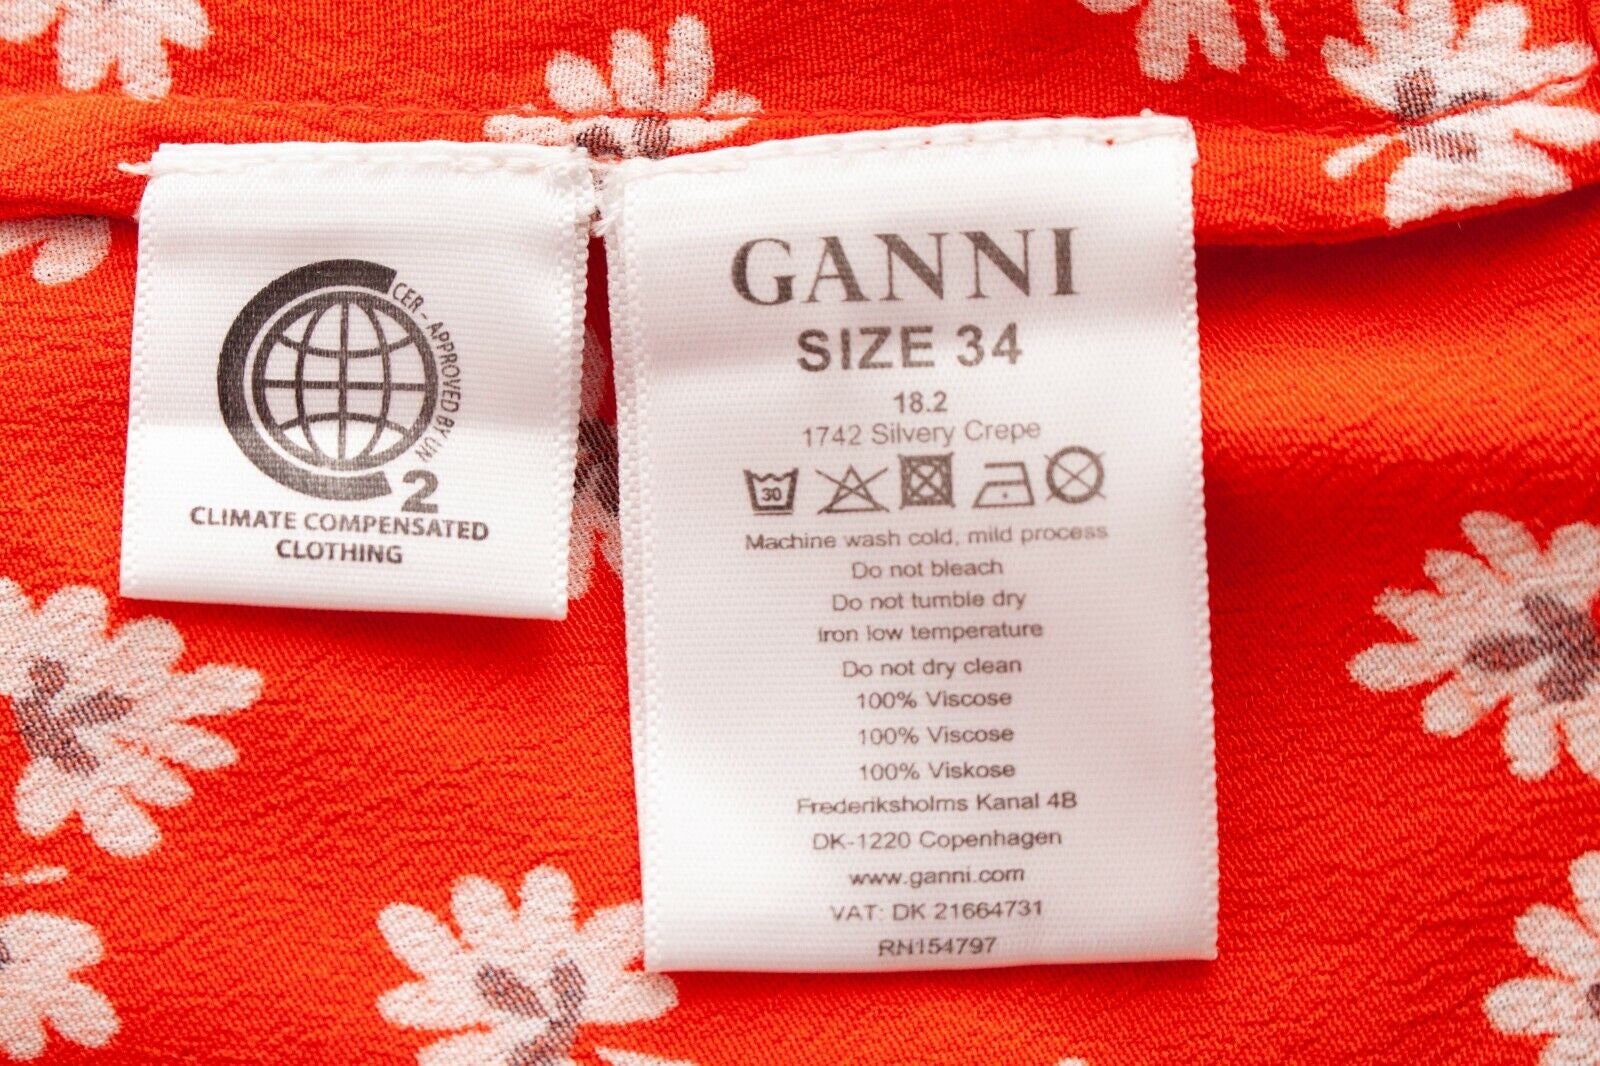 CER - APPROVED BY UN
2
CLIMATE COMPENSATED
CLOTHING
GANNI
SIZE 34
18.2
1742 Silvery Crepe
30
Machine wash cold, mild process
Do not bleach
Do not tumble dry
Iron low temperature
Do not dry clean
100% Viscose
100% Viscose
100% Viskose
Frederiksholms Kanal 4B
DK-1220 Copenhagen
www.ganni.com
VAT: DK 21664731
RN154797